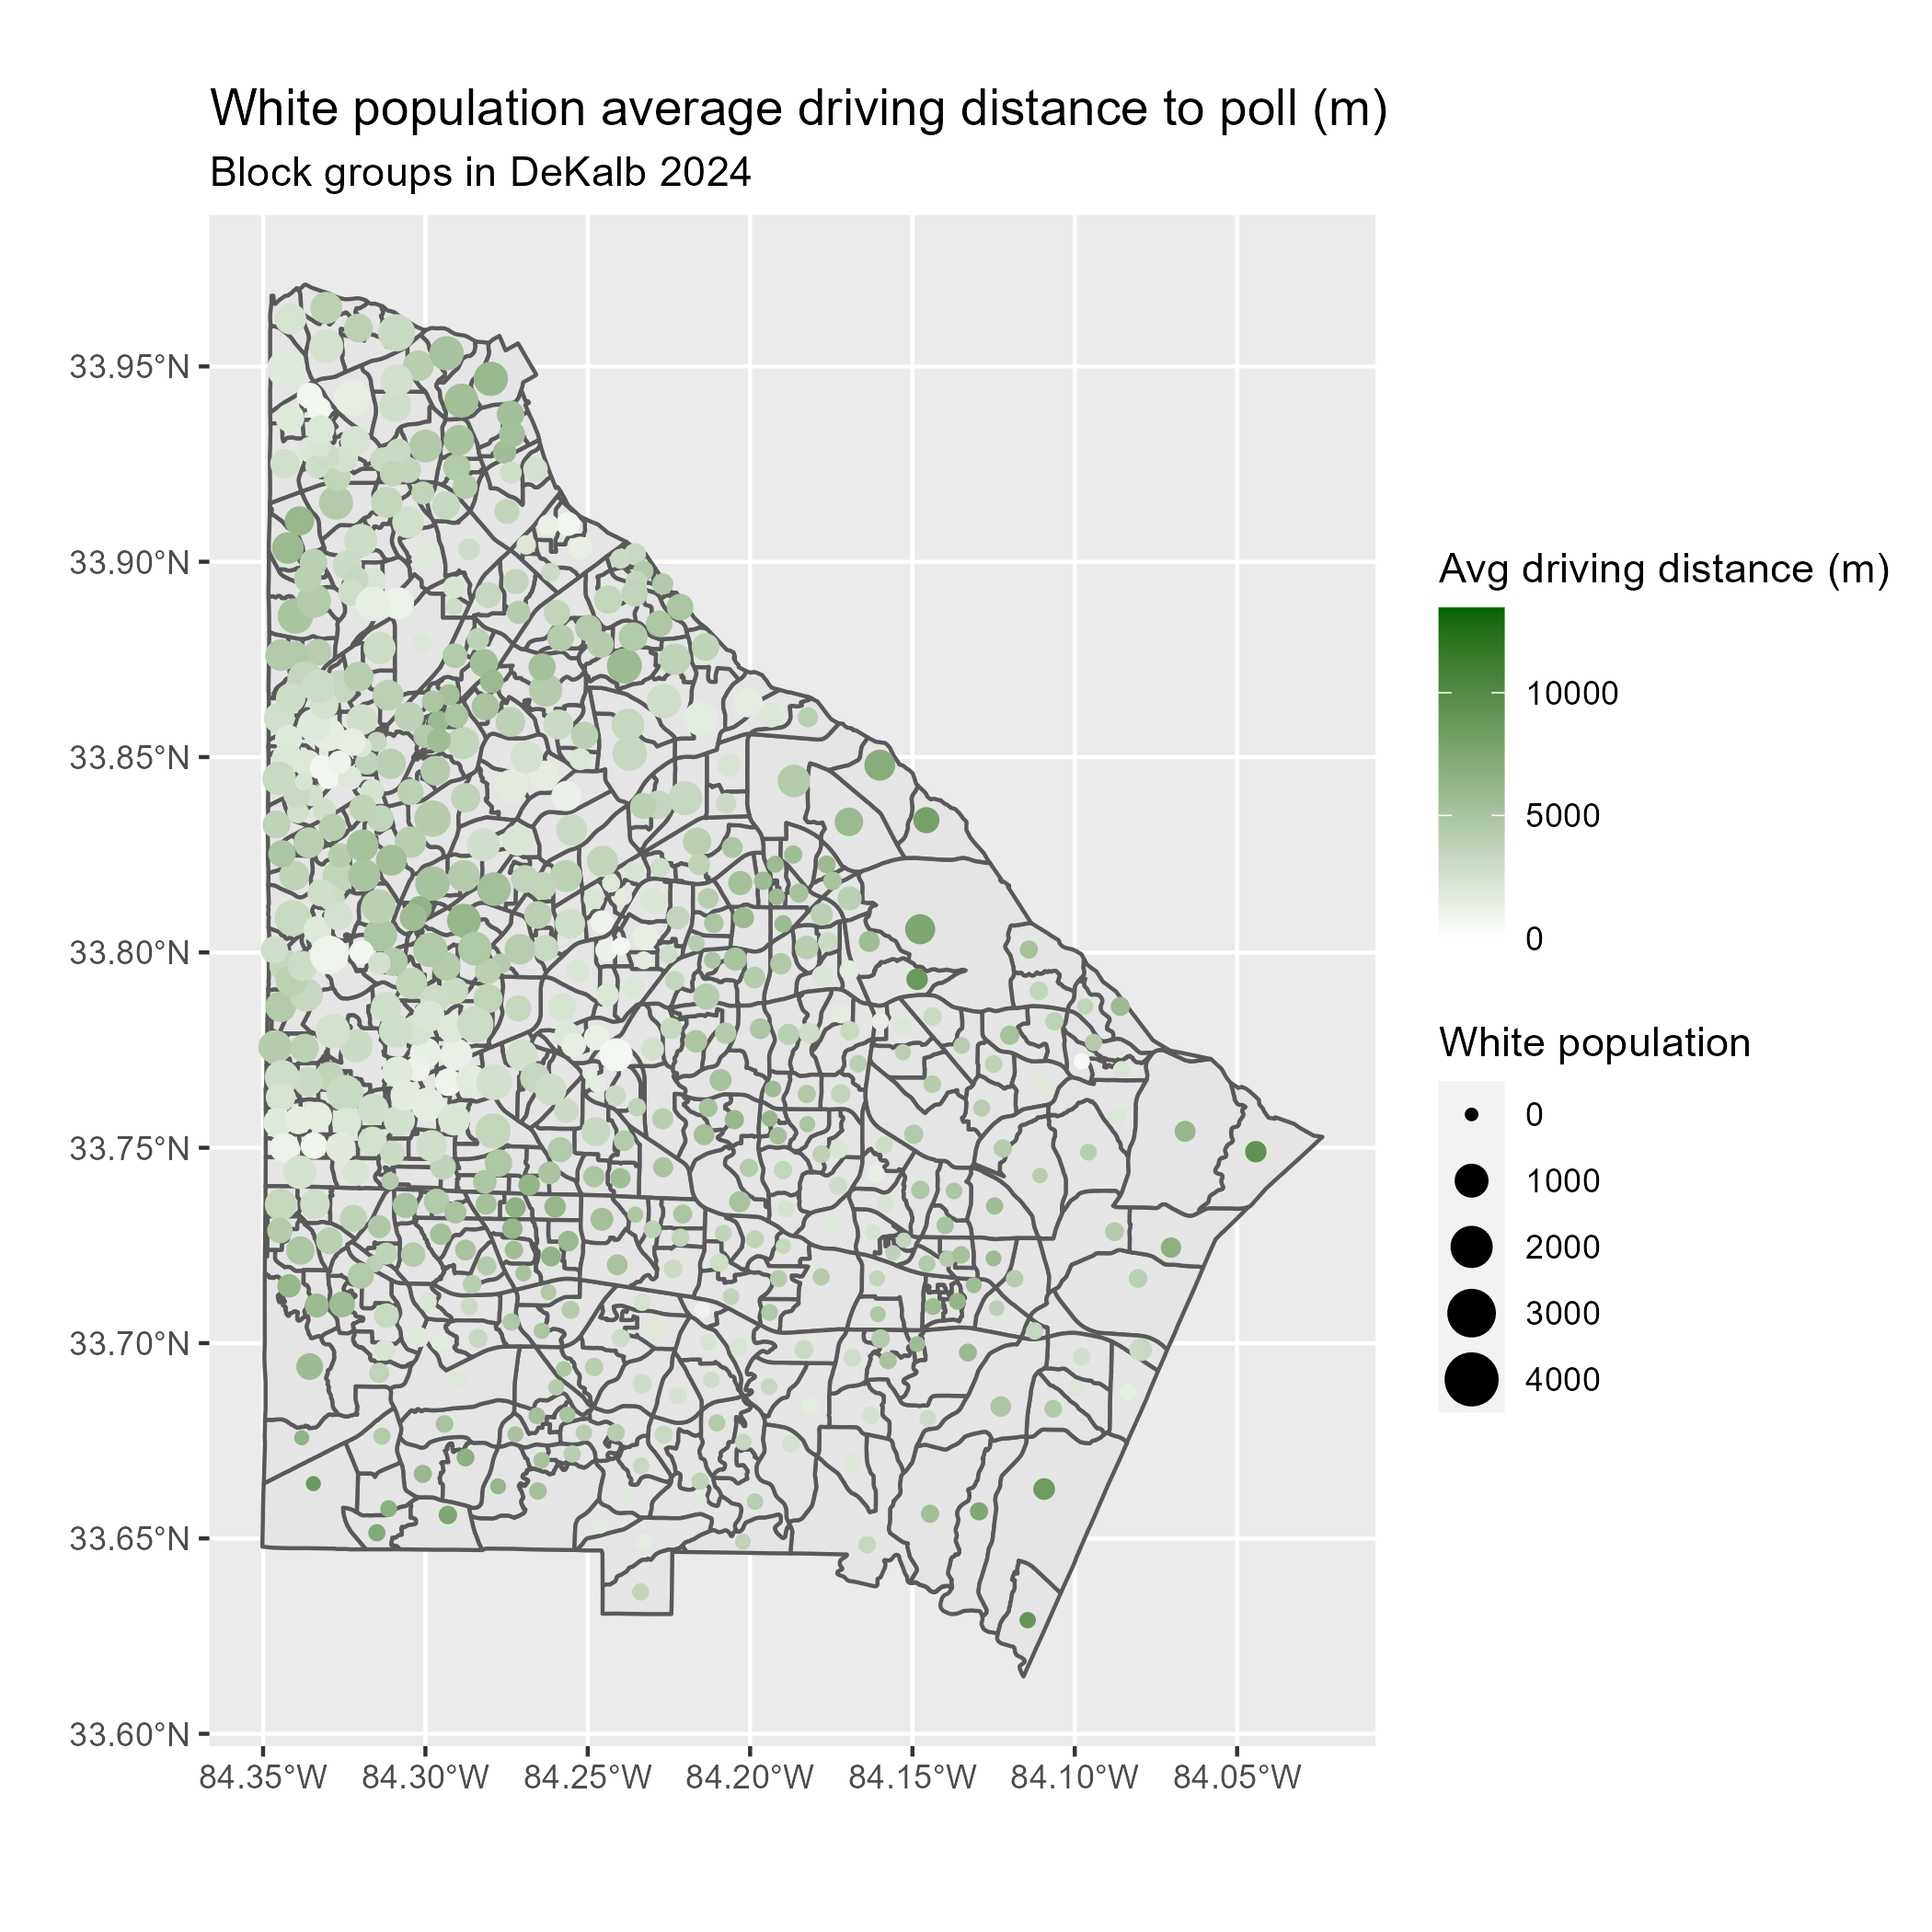 White population average driving distance to poll (m)
Block groups in DeKalb 2024
33.95°N
33.90°N
33.85°N
33.80°N
33.75°N
33.70°N
33.65°N
33.60°N
84.35°W
84.30°W
84.25°W
84.20°W
84.15°W
84.10°W
84.05°W
Avg driving distance (m)
10000
5000
0
White population
0
1000
2000
3000
4000